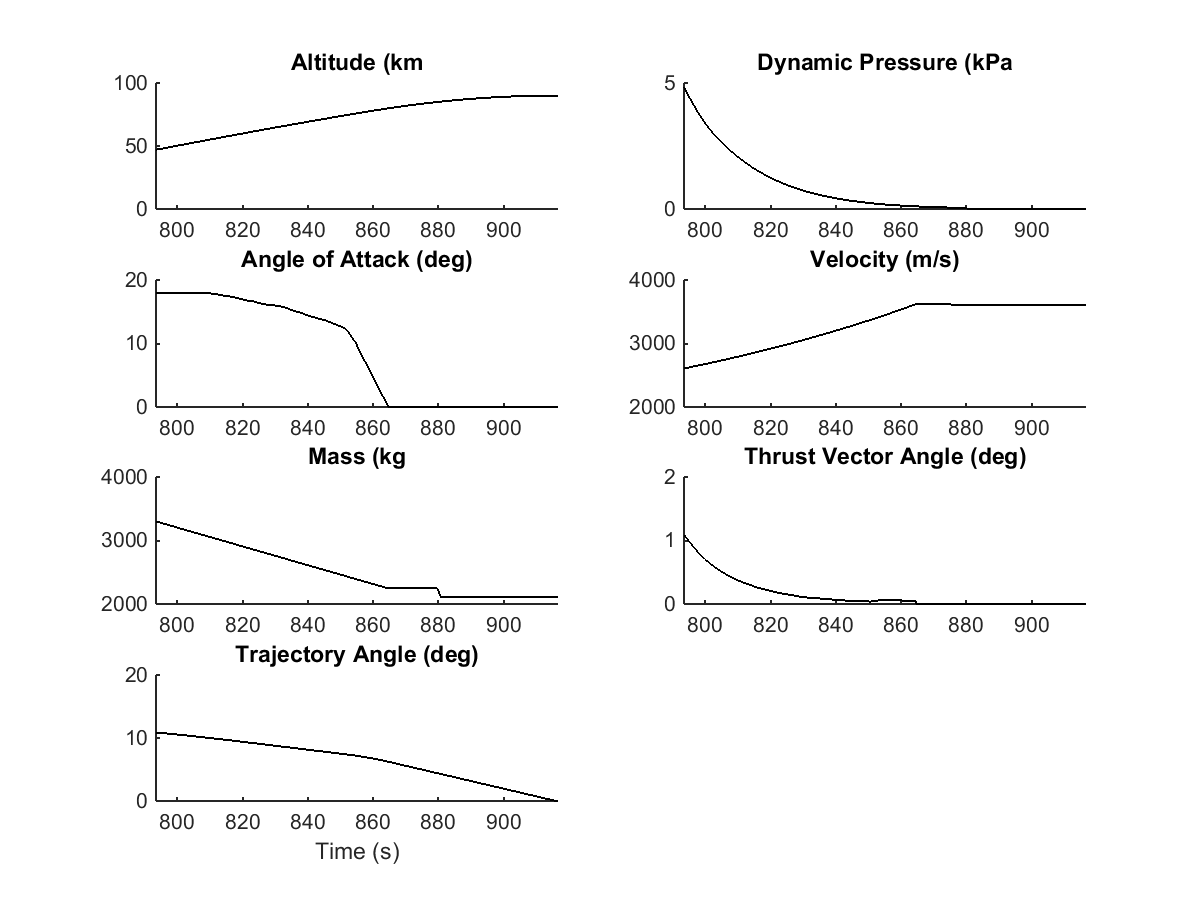 Altitude (km
100
50
0
800 820 840 860 880 900
Dynamic Pressure (kPa
5
0
800 820 840 860 880 900
Angle of Attack (deg)
20
10
0
800 820 840 860 880 900
Velocity (m/s)
4000
3000
2000
800 820 840 860 880 900
Mass (kg
4000
3000
2000
800 820 840 860 880 900
Thrust Vector Angle (deg)
2
1
0
800 820 840 860 880 900
Trajectory Angle (deg)
20
10
0
800 820 840 860 880 900
Time (s)